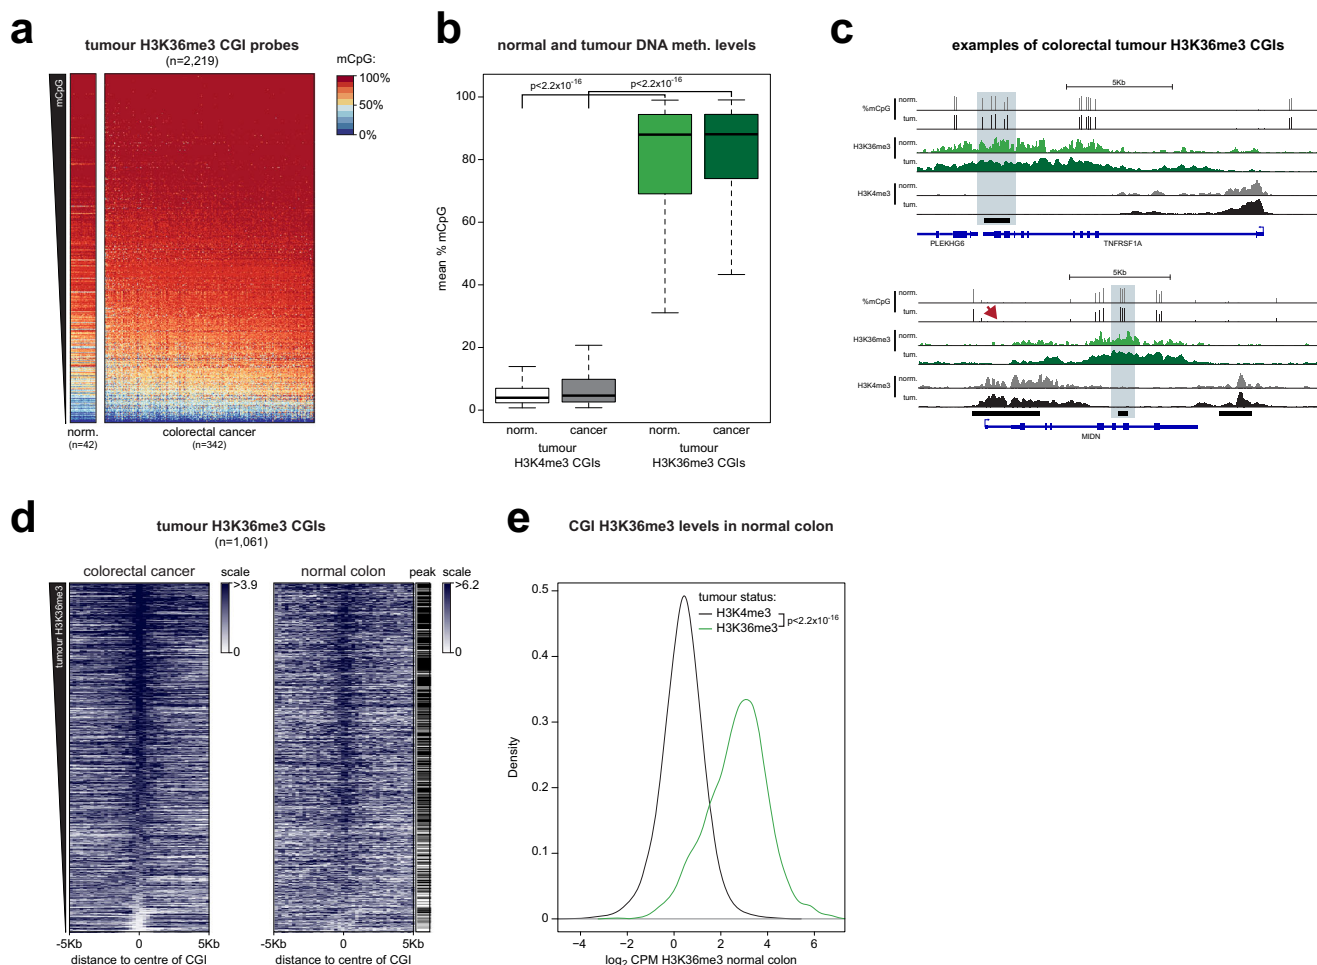 a
tumour H3K36me3 CGI probes
(n=2,219)
mCpG
mCpG:
100%
50%
0%
norm.
(n=42)
colorectal cancer
(n=342)
b
normal and tumour DNA meth. levels
p<2.2x10-16
p<2.2x10-16
mean % mCpG
100
80
60
40
20
0
norm.
cancer
norm.
cancer
tumour
H3K4me3 CGIs
tumour
H3K36me3 CGIs
c
examples of colorectal tumour H3K36me3 CGIs
5Kb
%mCpG
norm.
tum.
H3K36me3
norm.
tum.
H3K4me3
norm.
tum.
PLEKHG6
TNFRSF1A
5Kb
%mCpG
norm.
tum.
H3K36me3
norm.
tum.
H3K4me3
norm.
tum.
MIDN
d
tumour H3K36me3 CGIs
(n=1,061)
tumour H3K36me3
colorectal cancer
scale
>3.9
0
normal colon
peak
scale
>6.2
0
-5Kb
0
5Kb
distance to centre of CGI
-5Kb
0
5Kb
distance to centre of CGI
e
CGI H3K36me3 levels in normal colon
tumour status:
H3K4me3
H3K36me3
p<2.2x10-16
Density
0.5
0.4
0.3
0.2
0.1
0
−4
−2
0
2
4
6
log2 CPM H3K36me3 normal colon